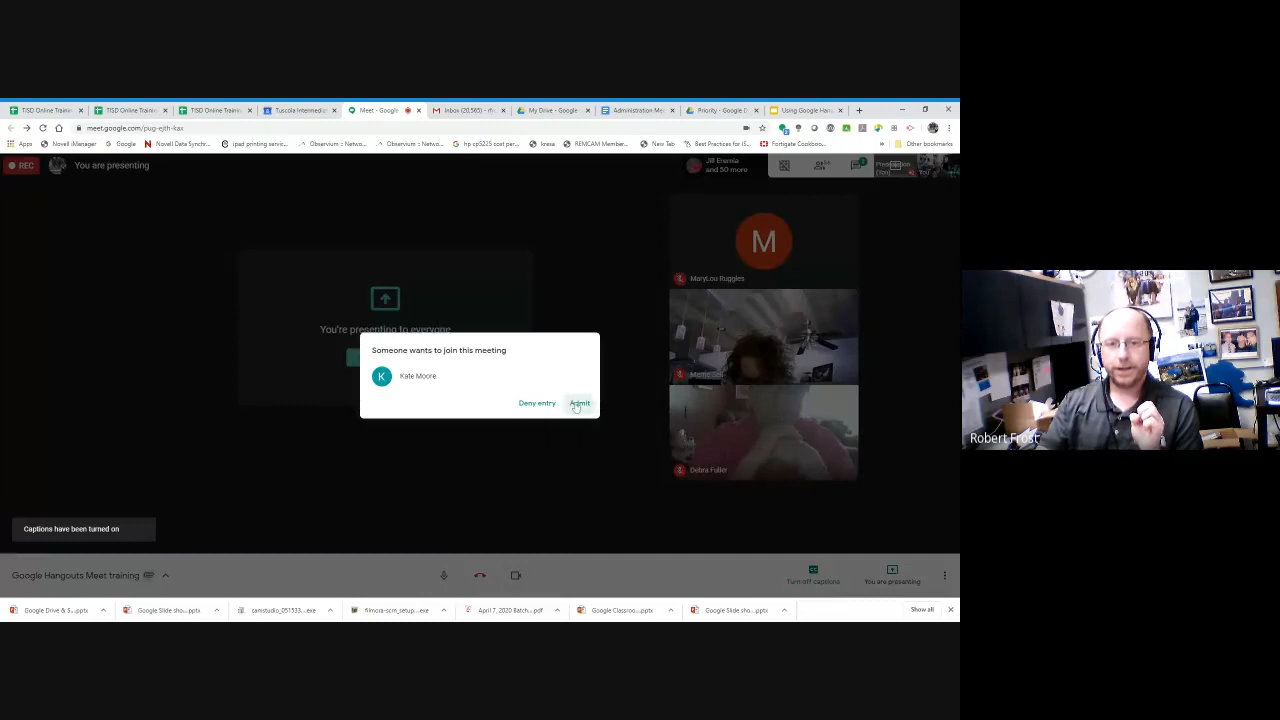 TISD Online Trainin
TISD Online Trainin
TISD Online Trainin
Tuscola Intermedi
Meet - Google
Inbox (20,565) - rh
My Drive - Google
Administration Me
Priority - Google D
Using Google Han
meet.google.com/pug-ejth-kax
Apps
Novell iManager
Google
Novell Data Synchr...
ipad printing servic...
Observium :: Netwo...
Observium :: Netwo...
hp cp5225 cost per...
kresa
REMCAM Member...
New Tab
Best Practices for IS...
Fortigate Cookboo...
Other bookmarks
REC
You are presenting
Jill Eremia
and 50 more
You
M
MaryLou Ruggles
You're presenting to everyone
Someone wants to join this meeting
K
Kate Moore
Deny entry
Admit
Debra Fuller
Robert Frost
Captions have been turned on
Google Hangouts Meet training
Turn off captions
You are presenting
Google Drive & S....pptx
Google Slide sho....pptx
camstudio_051533....exe
filmora-scm_setup....exe
April 7, 2020 Batch....pdf
Google Classroo....pptx
Google Slide sho....pptx
Show all